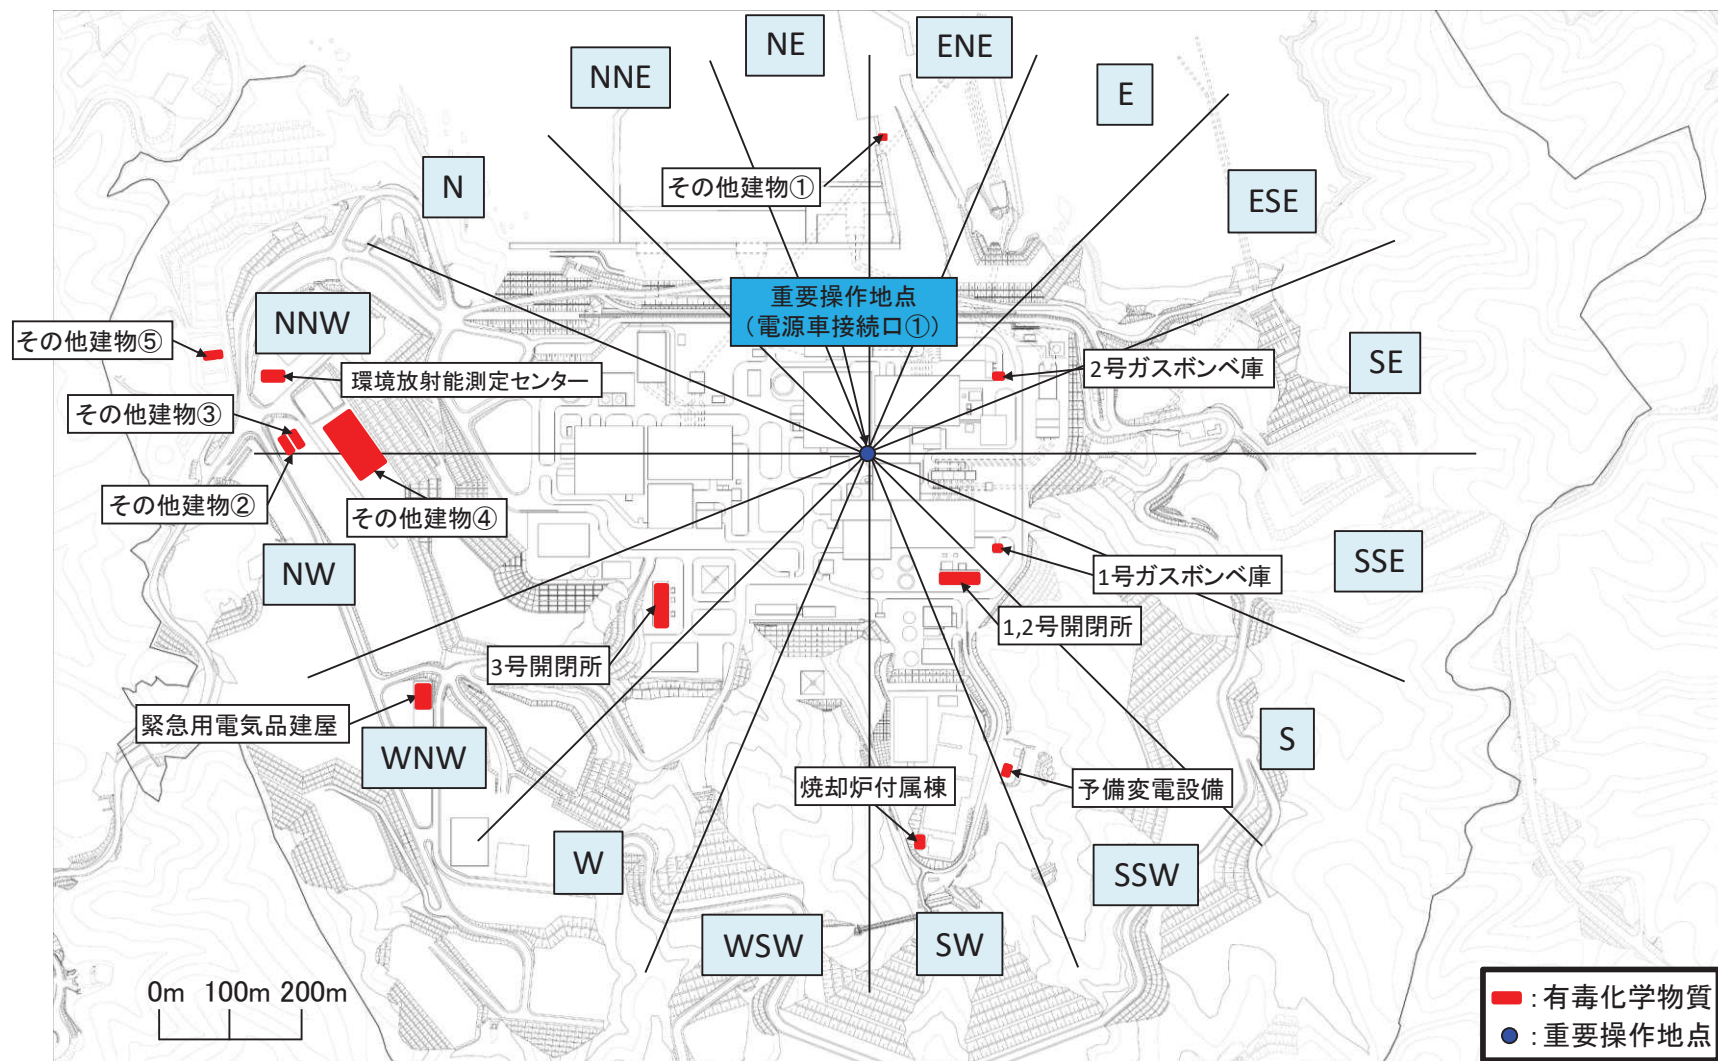 NE
ENE
NNE
E
N
その他建物①
ESE
重要操作地点
（電源車接続口①）
NNW
その他建物⑤
SE
2号ガスボンベ庫
環境放射能測定センター
その他建物③
その他建物②
その他建物④
NW
SSE
1号ガスボンベ庫
1,2号開閉所
3号開閉所
緊急用電気品建屋
WNW
S
焼却炉付属棟
予備変電設備
W
SSW
WSW
SW
0m 100m 200m
：有毒化学物質
：重要操作地点